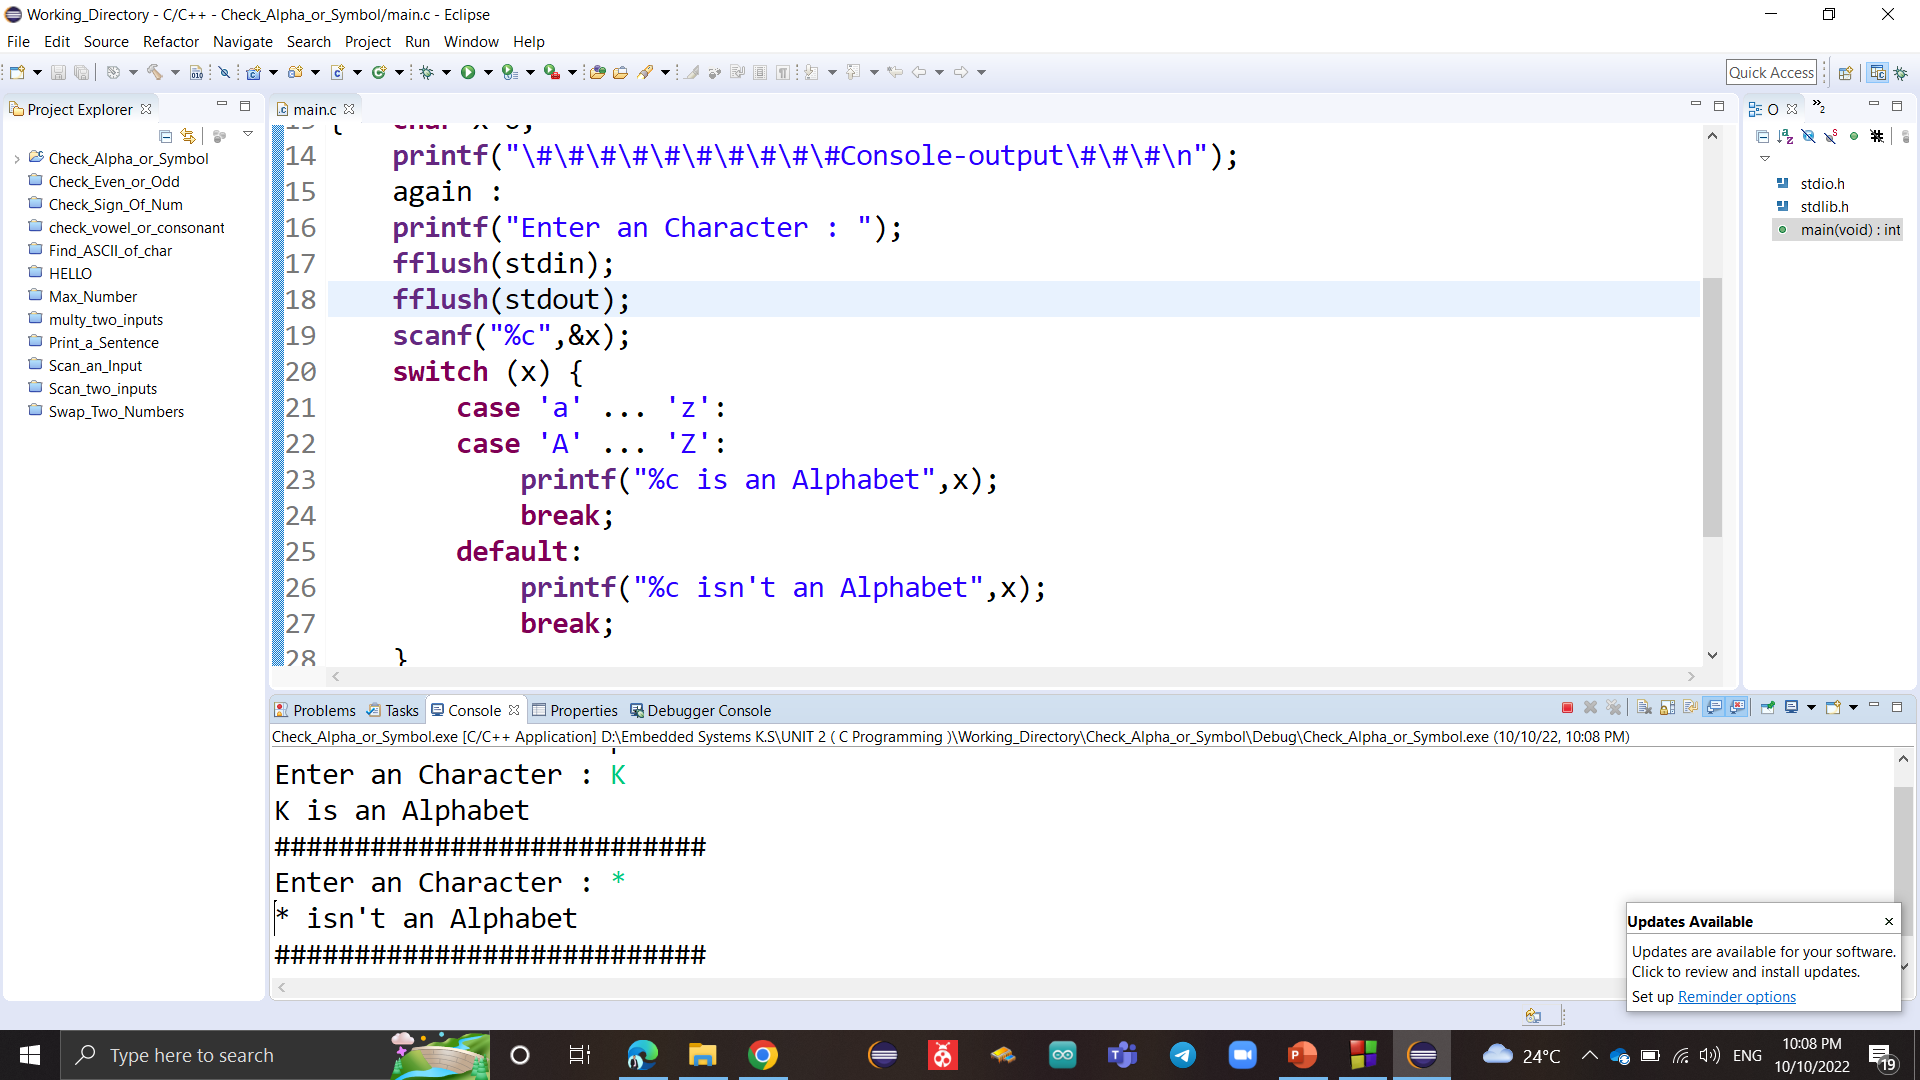 Working_Directory - C/C++ - Check_Alpha_or_Symbol/main.c - Eclipse
File Edit Source Refactor Navigate Search Project Run Window Help
Quick Access
Project Explorer
Check_Alpha_or_Symbol
Check_Even_or_Odd
Check_Sign_Of_Num
check_vowel_or_consonant
Find_ASCII_of_char
HELLO
Max_Number
multy_two_inputs
Print_a_Sentence
Scan_an_Input
Scan_two_inputs
Swap_Two_Numbers
main.c
14 printf("\#\#\#\#\#\#\#\#\#\#Console-output\#\#\#\n");
15 again :
16 printf("Enter an Character : ");
17 fflush(stdin);
18 fflush(stdout);
19 scanf("%c",&x);
20 switch (x) {
21 case 'a' ... 'z':
22 case 'A' ... 'Z':
23 printf("%c is an Alphabet",x);
24 break;
25 default:
26 printf("%c isn't an Alphabet",x);
27 break;
28 }
O
2
stdio.h
stdlib.h
main(void) : int
Problems Tasks Console Properties Debugger Console
Check_Alpha_or_Symbol.exe [C/C++ Application] D:\Embedded Systems K.S\UNIT 2 ( C Programming )\Working_Directory\Check_Alpha_or_Symbol\Debug\Check_Alpha_or_Symbol.exe (10/10/22, 10:08 PM)
Enter an Character : K
K is an Alphabet
###########################
Enter an Character : *
* isn't an Alphabet
###########################
Updates Available
Updates are available for your software.
Click to review and install updates.
Set up Reminder options
Type here to search
24°C
ENG
10:08 PM
10/10/2022
19